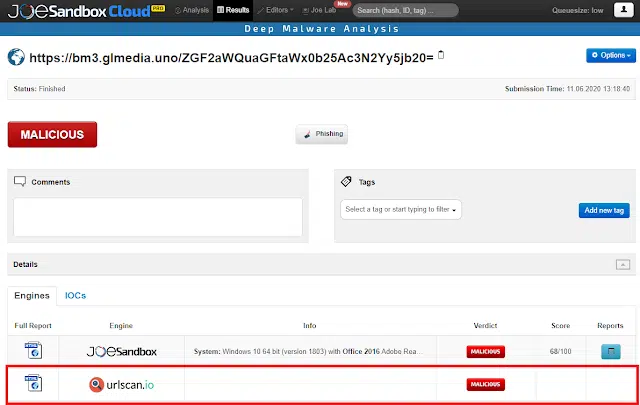 JOESandbox Cloud PRO Analysis Results Editors Joe Lab New Search (hash, ID, tag) ... Queuesize: low
Deep Malware Analysis
https://bm3.glmedia.uno/ZGF2aWQuaGFtaWx0b25Ac3N2Yy5jb20=
Options
Status: Finished Submission Time: 11.06.2020 13:18:40
MALICIOUS Phishing
Comments Tags
Select a tag or start typing to filter Add new tag
Details
Engines IOCs
Full Report Engine Info Verdict Score Reports
JOESandbox System: Windows 10 64 bit (version 1803) with Office 2016 Adobe Rea... MALICIOUS 68/100
urlscan.io MALICIOUS